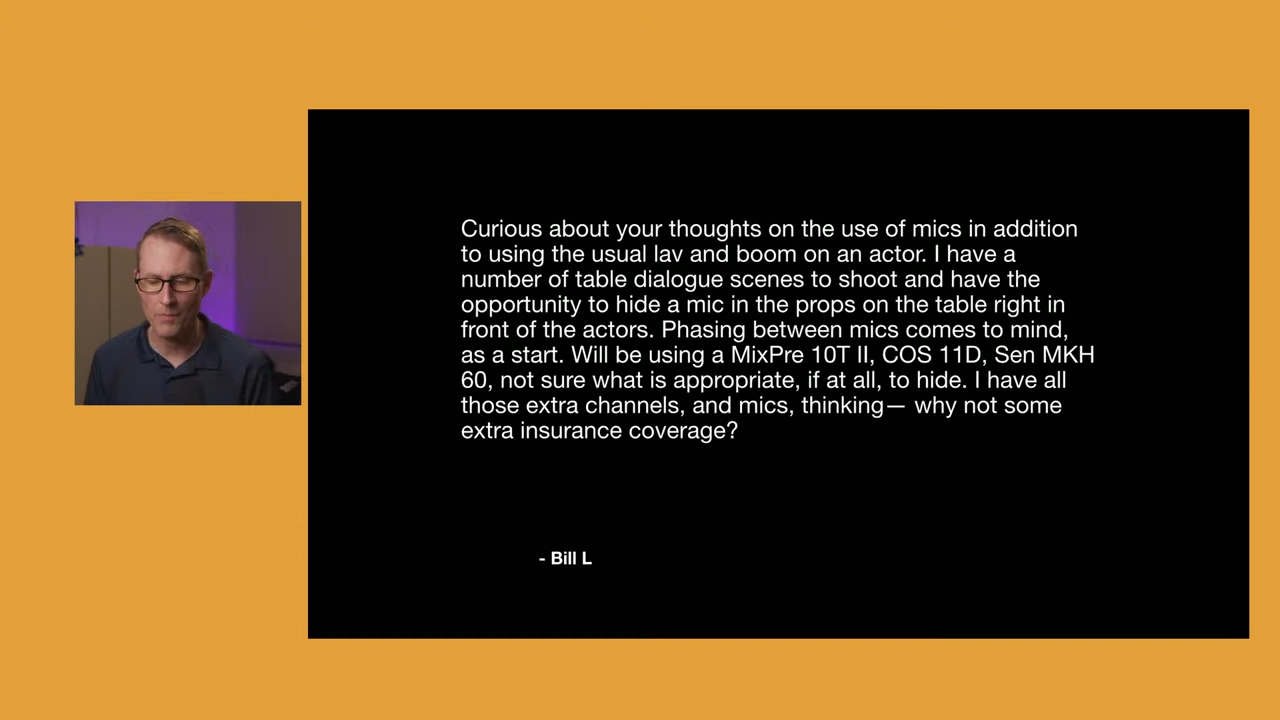 Curious about your thoughts on the use of mics in addition
to using the usual lav and boom on an actor. I have a
number of table dialogue scenes to shoot and have the
opportunity to hide a mic in the props on the table right in
front of the actors. Phasing between mics comes to mind,
as a start. Will be using a MixPre 10T II, COS 11D, Sen MKH
60, not sure what is appropriate, if at all, to hide. I have all
those extra channels, and mics, thinking— why not some
extra insurance coverage?
- Bill L